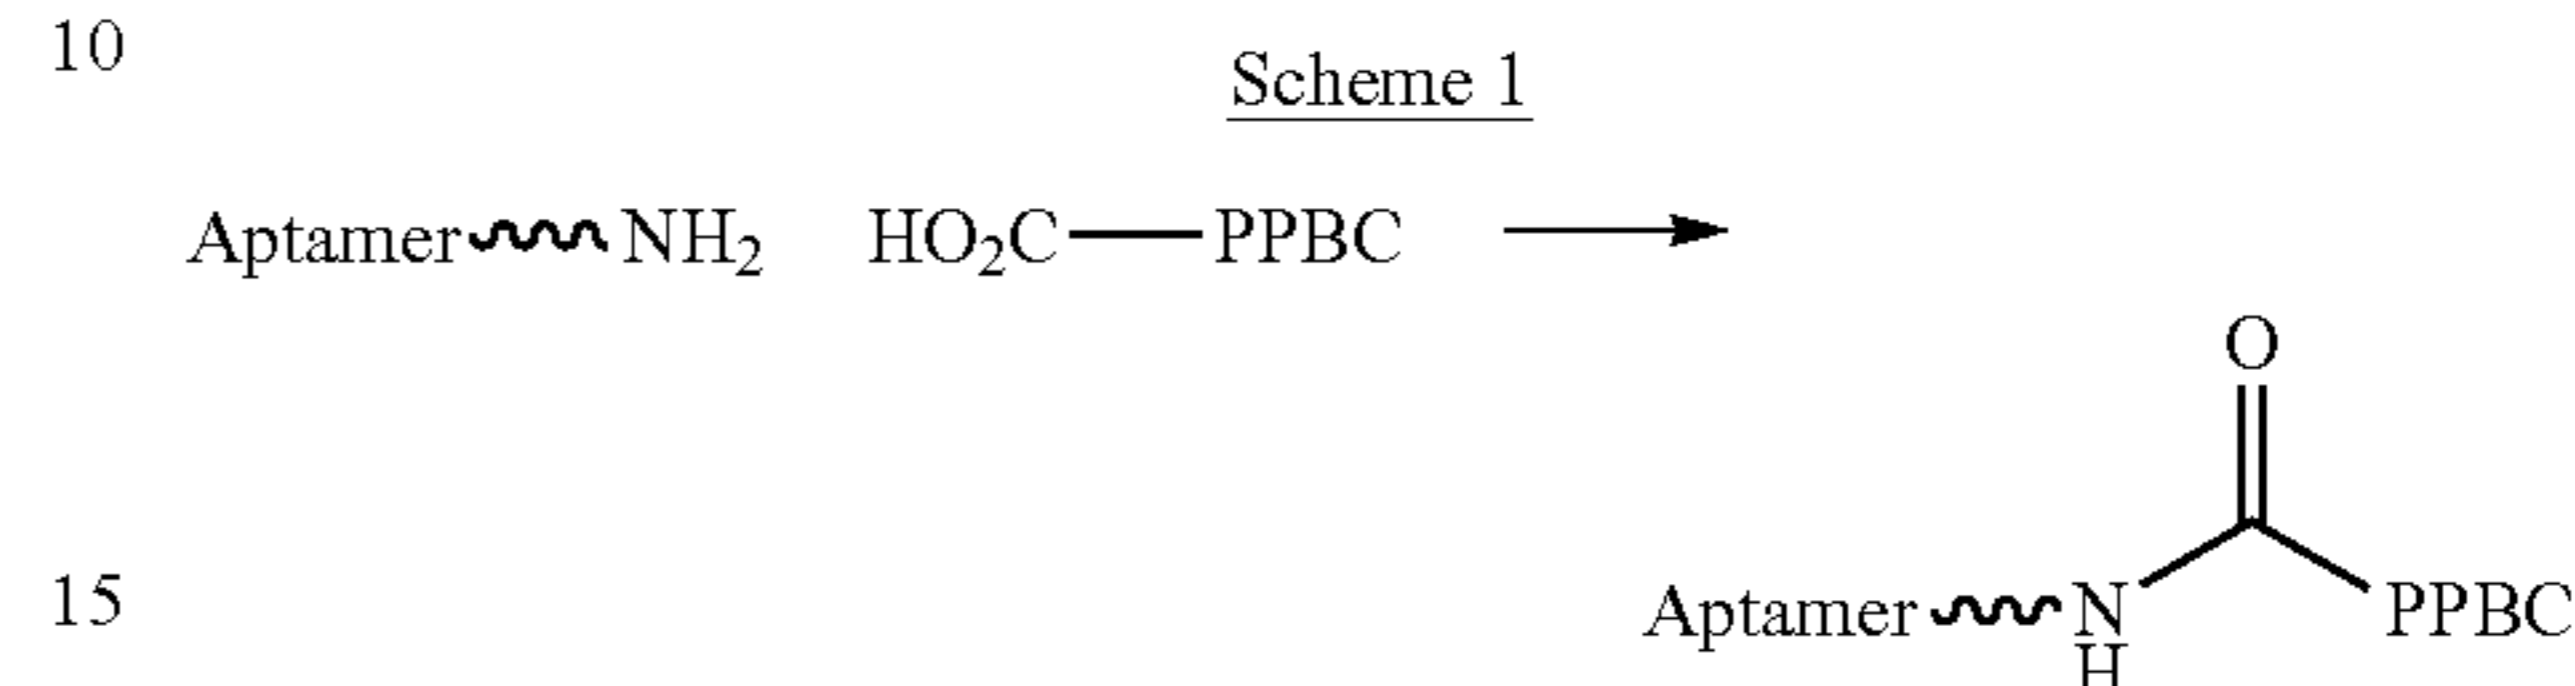 10
Scheme 1
Aptamer NH₂ HO₂C PPBC
O
15
Aptamer N PPBC
H